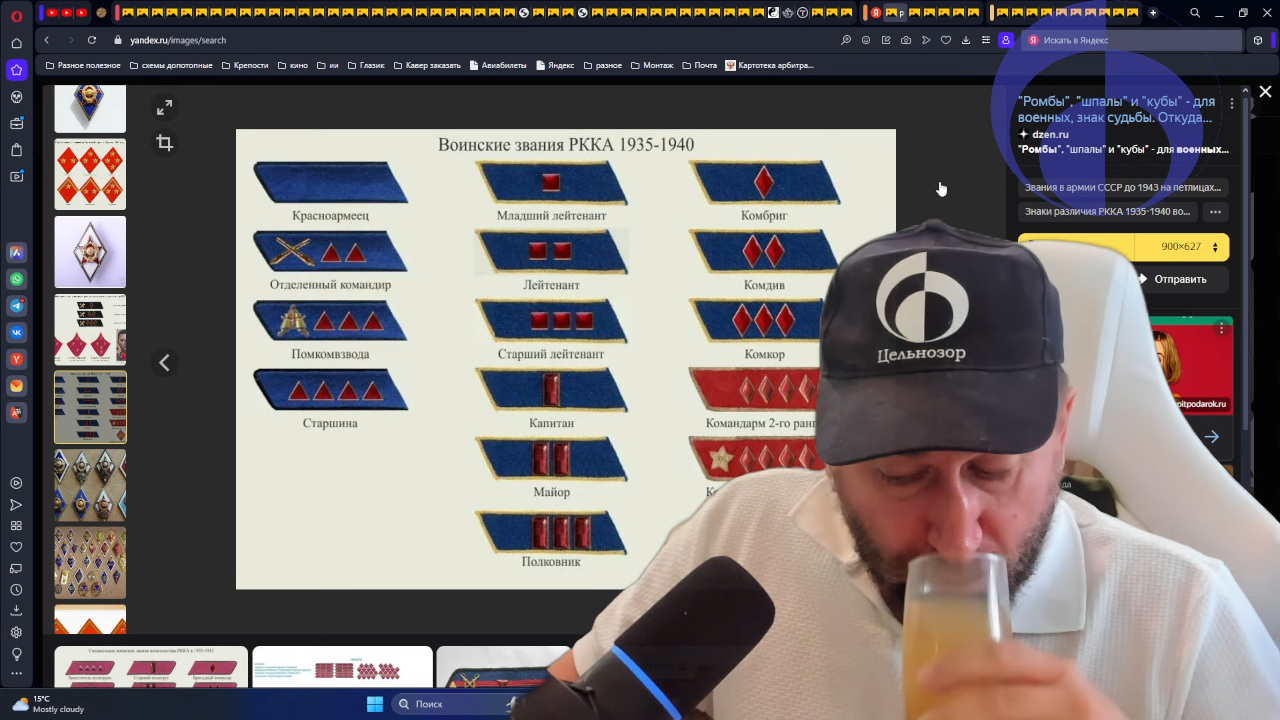 yandex.ru/images/search
Искать в Яндекс
Разное полезное
схемы допотопные
Крепости
кино
ии
Глазик
Кавер заказать
Авиабилеты
Яндекс
разное
Монтаж
Почта
Картотека арбитра...
Воинские звания РККА 1935-1940
Красноармеец
Младший лейтенант
Комбриг
Отделенный командир
Лейтенант
Комдив
Помкомвзвода
Старший лейтенант
Комкор
Старшина
Капитан
Командарм 2-го ранг
Майор
Полковник
"Ромбы", "шпалы" и "кубы" - для
военных, знак судьбы. Откуда...
dzen.ru
"Ромбы", "шпалы" и "кубы" - для военных...
Звания в армии СССР до 1943 на петлицах...
Знаки различия РККА 1935-1940 во...
900×627
Отправить
Цельнозор
15°C
Mostly cloudy
Поиск